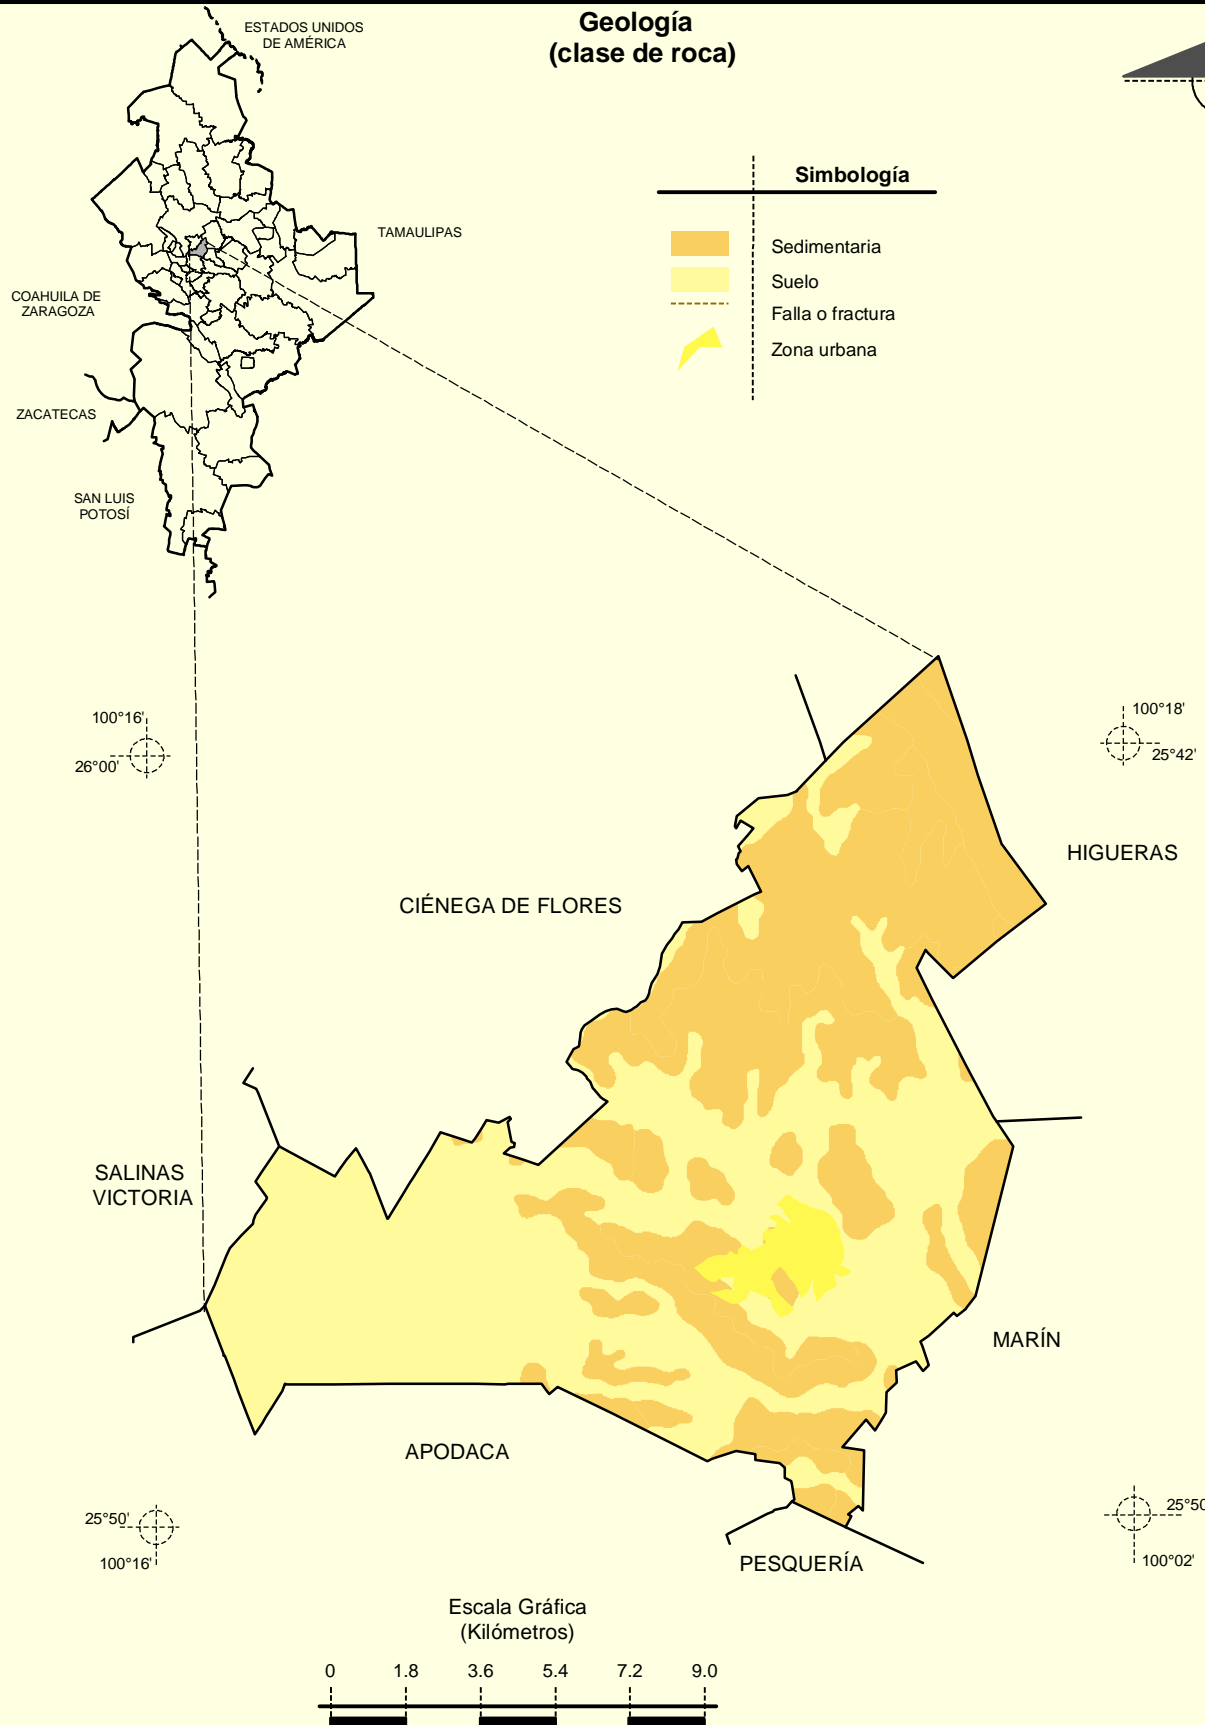 Geología
(clase de roca)
ESTADOS UNIDOS
DE AMÉRICA
TAMAULIPAS
COAHUILA DE
ZARAGOZA
ZACATECAS
SAN LUIS
POTOSÍ
Simbología
Sedimentaria
Suelo
Falla o fractura
Zona urbana
100°16'
26°00'
100°18'
25°42'
HIGUERAS
CIÉNEGA DE FLORES
SALINAS
VICTORIA
MARÍN
APODACA
PESQUERÍA
25°50'
100°16'
25°50
100°02'
Escala Gráfica
(Kilómetros)
0 1.8 3.6 5.4 7.2 9.0